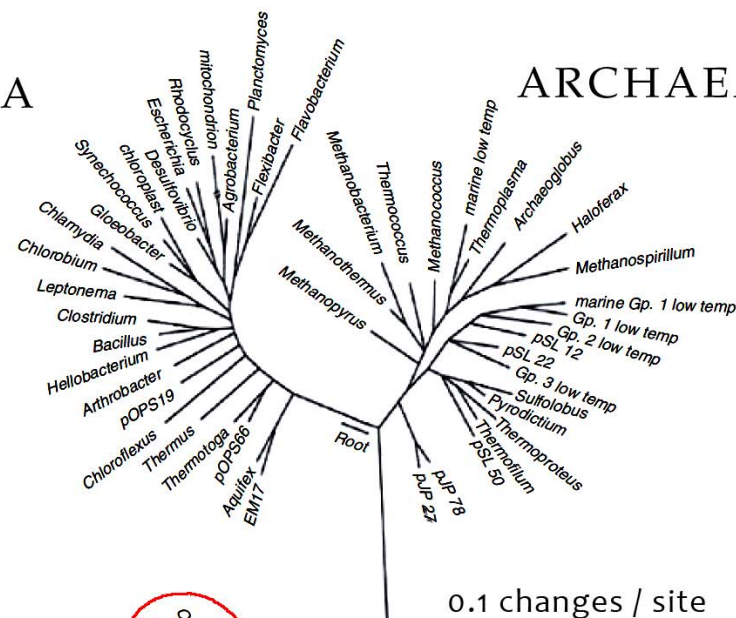 A
ARCHAEA
Planctomyces
Flavobacterium
mitochondrion
Rhodocyclus
Escherichia
Desulfovibrio
Agrobacterium
Flexibacter
chloroplast
Synechococcus
Gloeobacter
Chlamydia
Chlorobium
Leptonema
Clostridium
Bacillus
Heliobacterium
Arthrobacter
pOPS19
Chloroflexus
Thermus
Thermotoga
pOPS66
Aquifex
EM17
Root
Methanobacterium
Thermococcus
Methanococcus
Methanothermus
Methanopyrus
marine low temp
Thermoplasma
Archaeoglobus
Haloferax
Methanospirillum
marine Gp. 1 low temp
Gp. 1 low temp
Gp. 2 low temp
pSL 12
pSL 22
Gp. 3 low temp
Sulfolobus
Pyrodictium
Thermoproteus
Thermofilum
pSL 50
pJP 78
pJP 27
0.1 changes / site